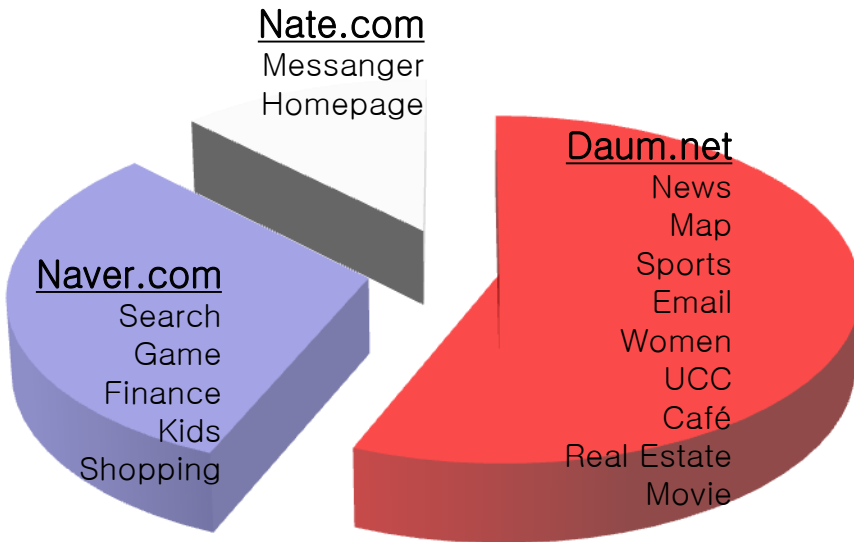 Nate.com
Messanger
Homepage
Daum.net
News
Map
Sports
Email
Women
UCC
Café
Real Estate
Movie
Naver.com
Search
Game
Finance
Kids
Shopping